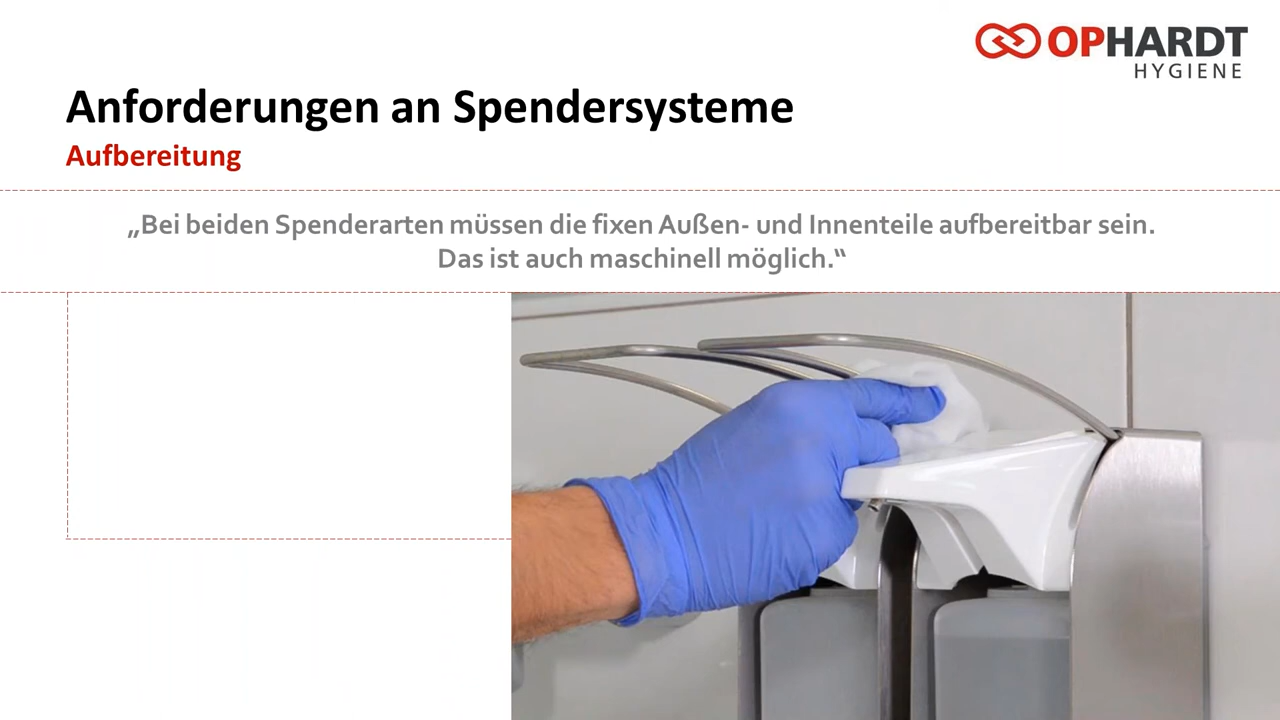 OPHARDT
HYGIENE
Anforderungen an Spendersysteme
Aufbereitung
„Bei beiden Spenderarten müssen die fixen Außen- und Innenteile aufbereitbar sein.
Das ist auch maschinell möglich.“